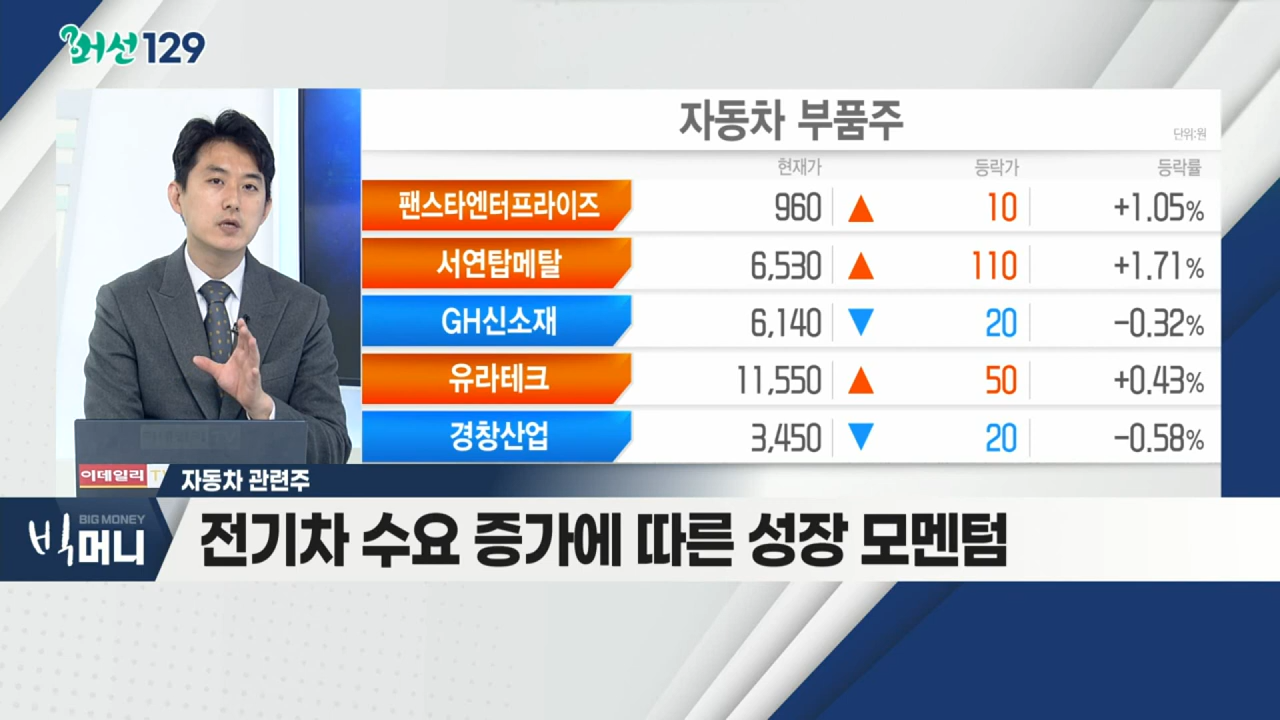 머선129
자동차 부품주
단위:원
현재가 등락가 등락률
팬스타엔터프라이즈 960 ▲ 10 +1.05%
서연탑메탈 6,530 ▲ 110 +1.71%
GH신소재 6,140 ▼ 20 -0.32%
유라테크 11,550 ▲ 50 +0.43%
경창산업 3,450 ▼ 20 -0.58%
이데일리 TV
자동차 관련주
BIG MONEY
빅머니
전기차 수요 증가에 따른 성장 모멘텀